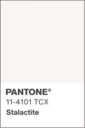 PANTONE®
11-4101 TCX
Stalactite